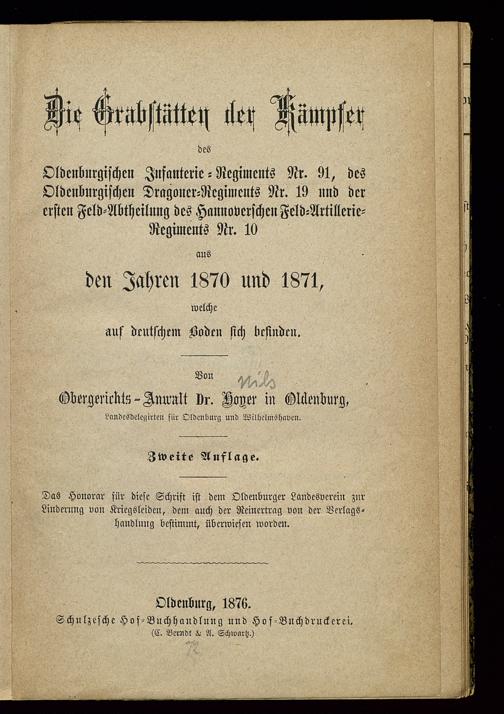 Die Grabstätten der Kämpfer
des
Oldenburgischen Infanterie-Regiments Nr. 91, des
Oldenburgischen Dragoner-Regiments Nr. 19 und der
ersten Feld-Abtheilung des Hannoverschen Feld-Artillerie-
Regiments Nr. 10
aus
den Jahren 1870 und 1871,
welche
auf deutschem Boden sich befinden.
Von
Nils
Obergerichts-Anwalt Dr. Hoyer in Oldenburg,
Landesdelegirten für Oldenburg und Wilhelmshaven.
Zweite Auflage.
Das Honorar für diese Schrift ist dem Oldenburger Landesverein zur
Linderung von Kriegsleiden, dem auch der Reinertrag von der Verlags-
handlung bestimmt, überwiesen worden.
Oldenburg, 1876.
Schulzesche Hof-Buchhandlung und Hof-Buchdruckerei.
(C. Berndt & A. Schwartz.)